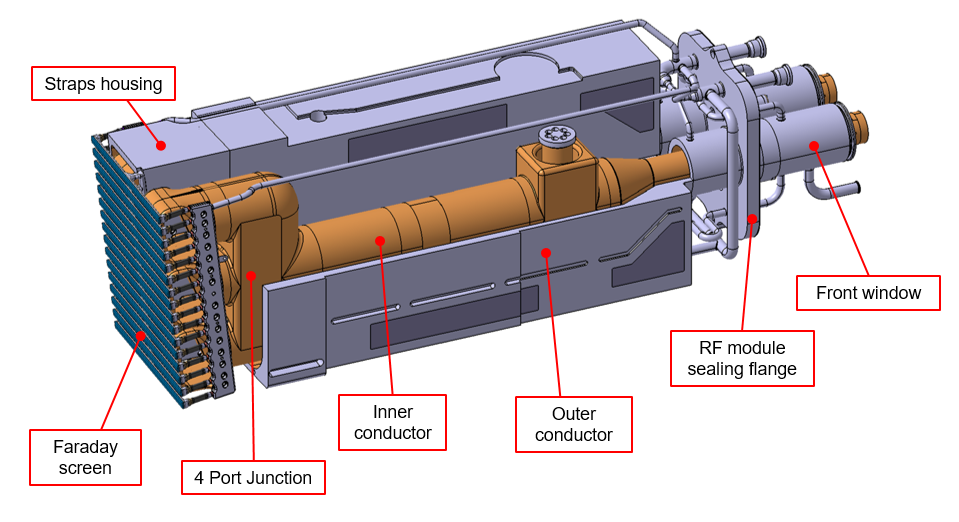 Straps housing
Front window
RF module
sealing flange
Inner
conductor
Outer
conductor
Faraday
screen
4 Port Junction